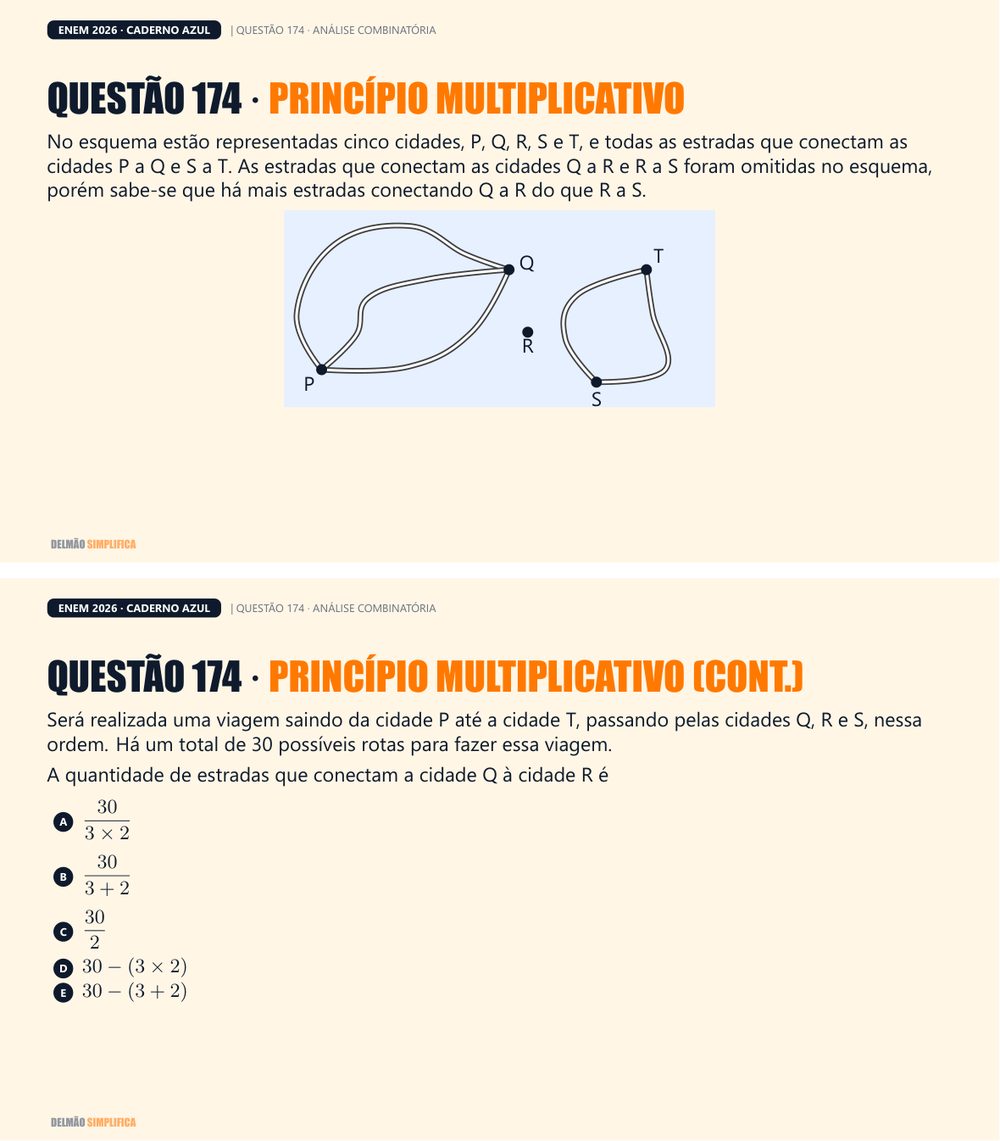 ENEM 2026 · CADERNO AZUL | QUESTÃO 174 · ANÁLISE COMBINATÓRIA
QUESTÃO 174 · PRINCÍPIO MULTIPLICATIVO
No esquema estão representadas cinco cidades, P, Q, R, S e T, e todas as estradas que conectam as
cidades P a Q e S a T. As estradas que conectam as cidades Q a R e R a S foram omitidas no esquema,
porém sabe-se que há mais estradas conectando Q a R do que R a S.
Q
T
R
P
S
DELMÃO SIMPLIFICA
ENEM 2026 · CADERNO AZUL | QUESTÃO 174 · ANÁLISE COMBINATÓRIA
QUESTÃO 174 · PRINCÍPIO MULTIPLICATIVO (CONT.)
Será realizada uma viagem saindo da cidade P até a cidade T, passando pelas cidades Q, R e S, nessa
ordem. Há um total de 30 possíveis rotas para fazer essa viagem.
A quantidade de estradas que conectam a cidade Q à cidade R é
A 30
3 × 2
B 30
3 + 2
C 30
2
D 30 − (3 × 2)
E 30 − (3 + 2)
DELMÃO SIMPLIFICA